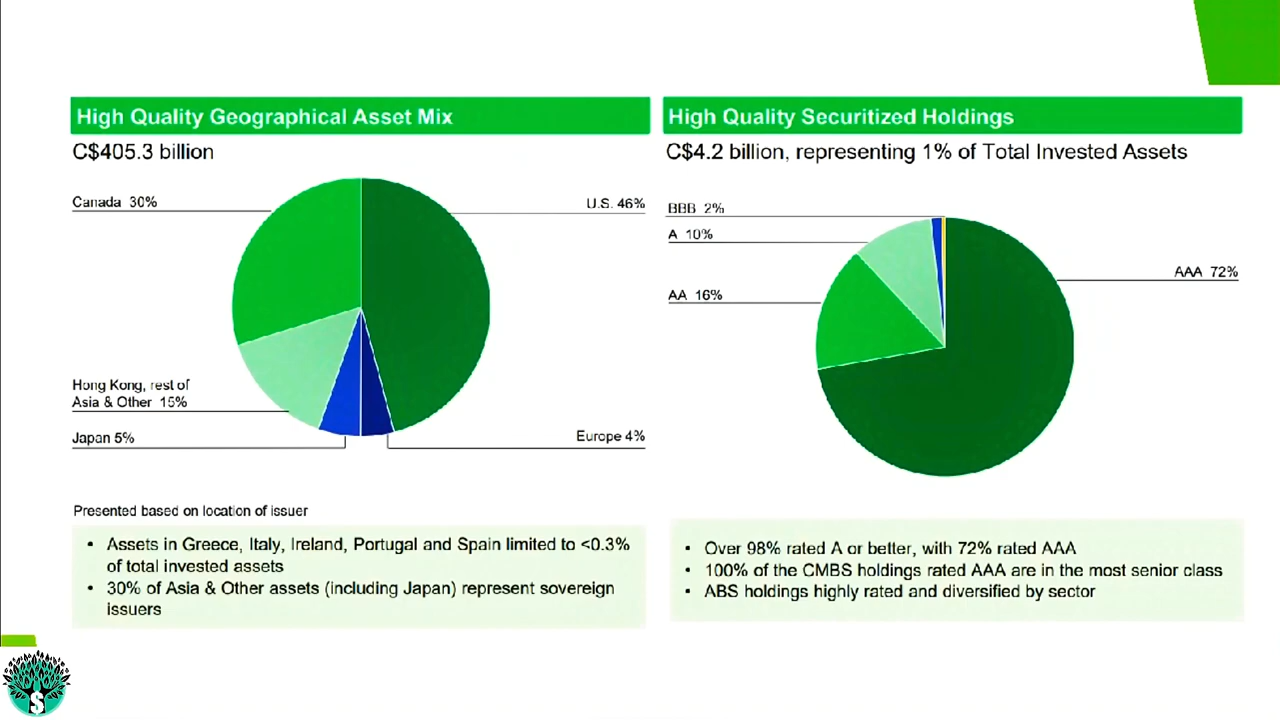 High Quality Geographical Asset Mix
C$405.3 billion
Canada 30%
U.S. 46%
Hong Kong, rest of
Asia & Other 15%
Japan 5%
Europe 4%
Presented based on location of issuer
• Assets in Greece, Italy, Ireland, Portugal and Spain limited to <0.3%
of total invested assets
• 30% of Asia & Other assets (including Japan) represent sovereign
issuers
High Quality Securitized Holdings
C$4.2 billion, representing 1% of Total Invested Assets
BBB 2%
A 10%
AAA 72%
AA 16%
• Over 98% rated A or better, with 72% rated AAA
• 100% of the CMBS holdings rated AAA are in the most senior class
• ABS holdings highly rated and diversified by sector
$